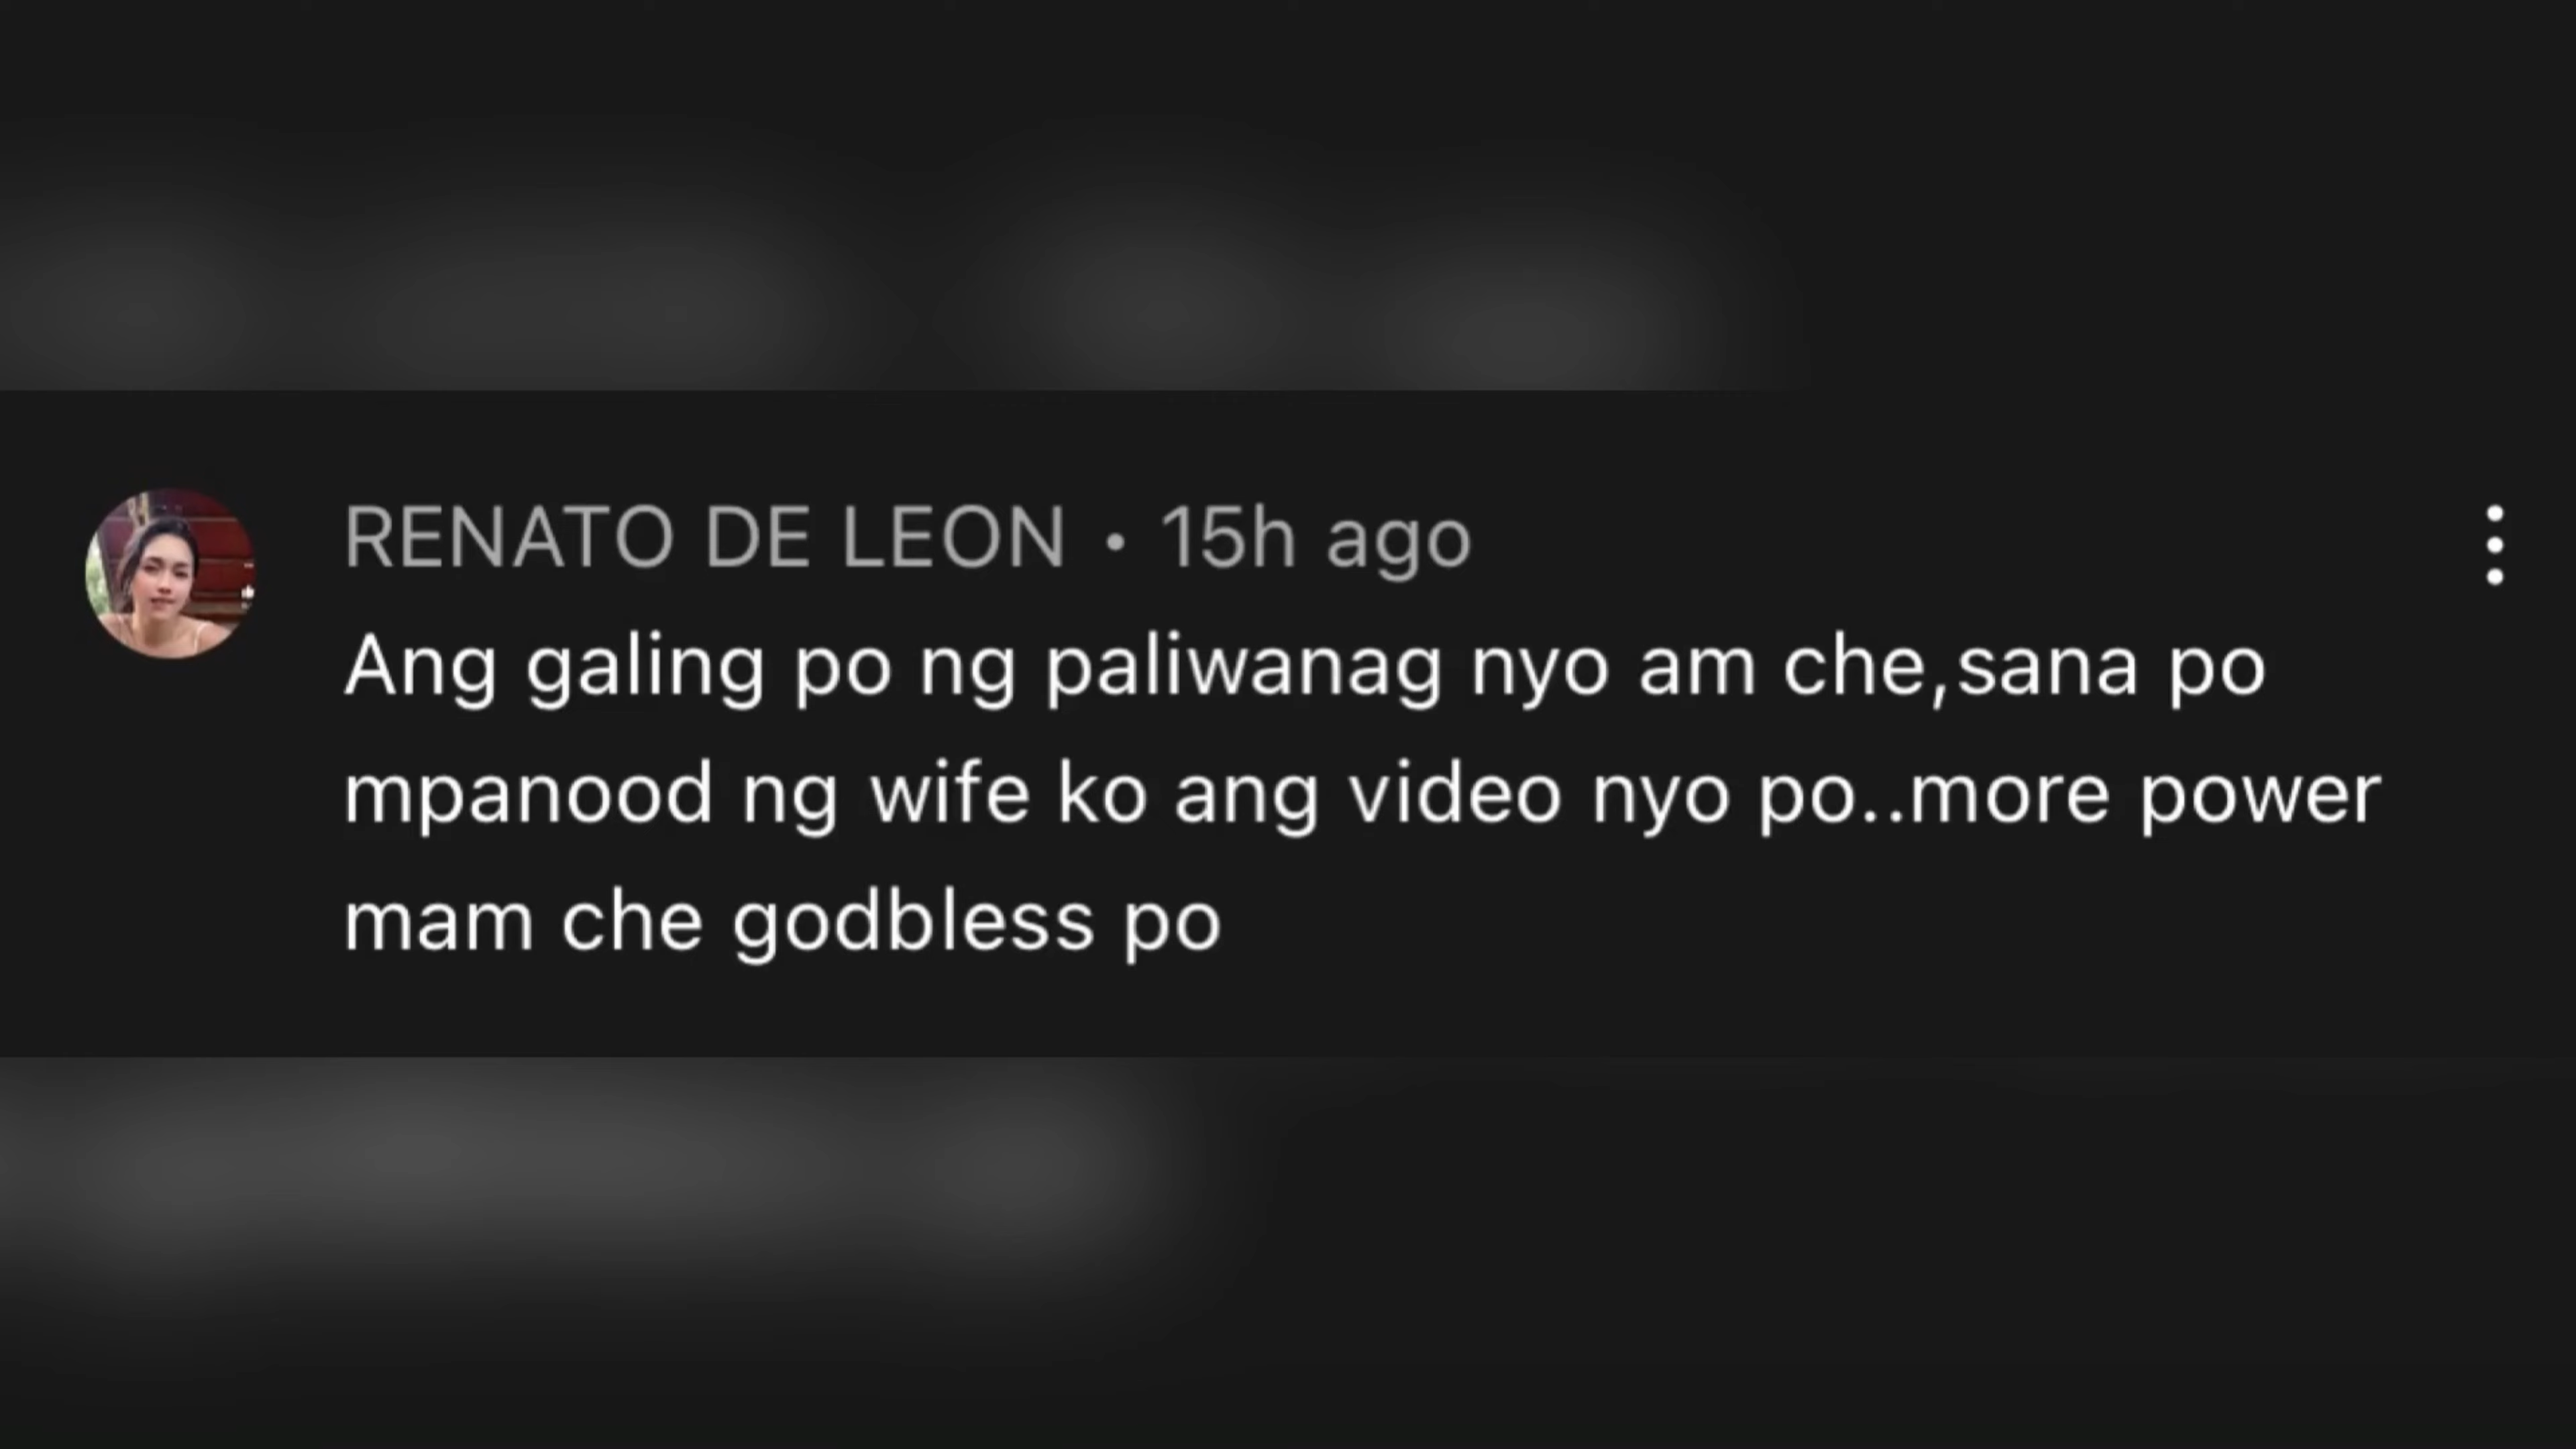 RENATO DE LEON • 15h ago
Ang galing po ng paliwanag nyo am che,sana po
mpanood ng wife ko ang video nyo po..more power
mam che godbless po